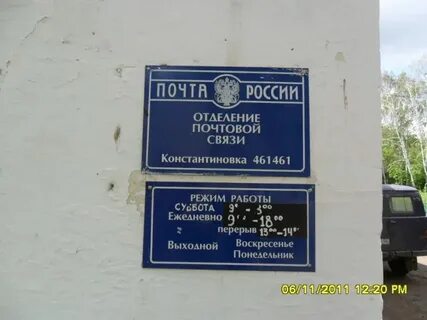 ПОЧТА РОССИИ
ОТДЕЛЕНИЕ
ПОЧТОВОЙ
СВЯЗИ
Константиновка 461461
РЕЖИМ РАБОТЫ
СУББОТА 9⁰⁰ - 3⁰⁰
Ежедневно 9⁰⁰ - 18⁰⁰
" перерыв 13⁰⁰-14⁰⁰
Выходной Воскресенье
Понедельник
06/11/2011 12:20 PM